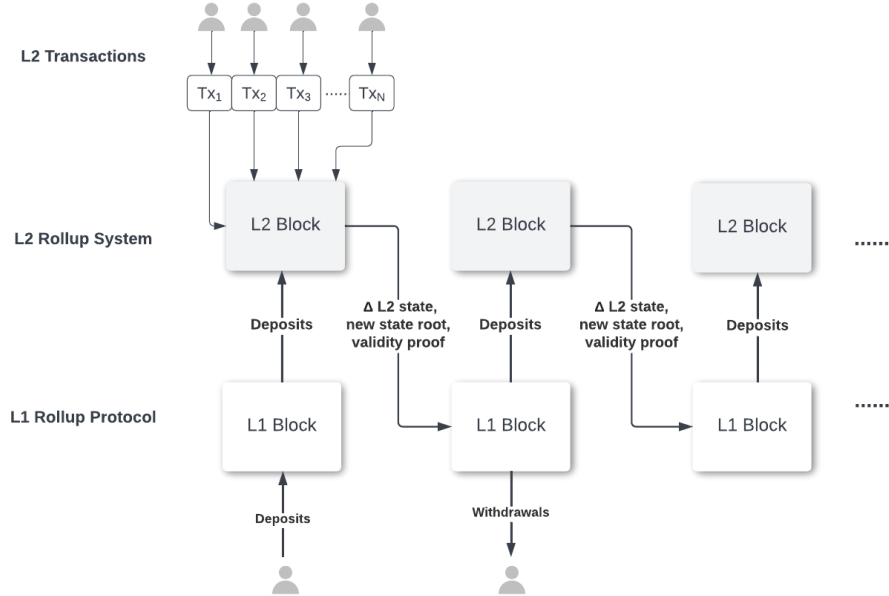 L2 Transactions
Tx1 Tx2 Tx3 ..... TxN
L2 Rollup System
L2 Block
L2 Block
L2 Block
......
Deposits
Δ L2 state,
new state root,
validity proof
Deposits
Δ L2 state,
new state root,
validity proof
Deposits
L1 Rollup Protocol
L1 Block
L1 Block
L1 Block
......
Deposits
Withdrawals